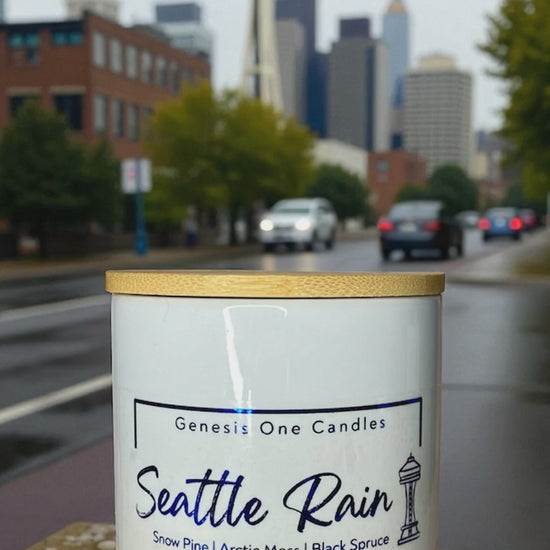 Genesis One Candles
Seattle Rain
Snow Pine | Arctic Moss | Black Spruce